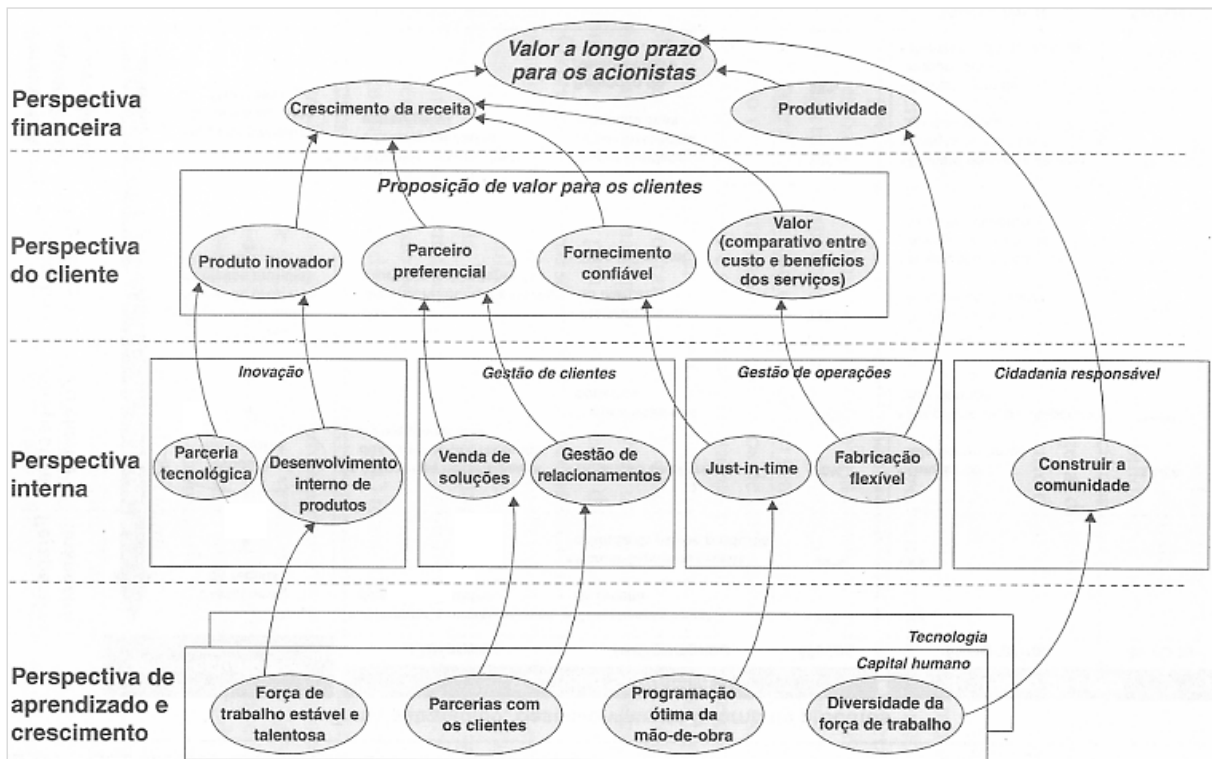 Valor a longo prazo
para os acionistas
Perspectiva
financeira
Crescimento da receita
Produtividade
Proposição de valor para os clientes
Perspectiva
do cliente
Produto inovador
Parceiro
preferencial
Fornecimento
confiável
Valor
(comparativo entre
custo e benefícios
dos serviços)
Inovação
Gestão de clientes
Gestão de operações
Cidadania responsável
Perspectiva
interna
Parceria
tecnológica
Desenvolvimento
interno de
produtos
Venda de
soluções
Gestão de
relacionamentos
Just-in-time
Fabricação
flexível
Construir a
comunidade
Tecnologia
Capital humano
Perspectiva de
aprendizado e
crescimento
Força de
trabalho estável e
talentosa
Parcerias com
os clientes
Programação
ótima da
mão-de-obra
Diversidade da
força de trabalho